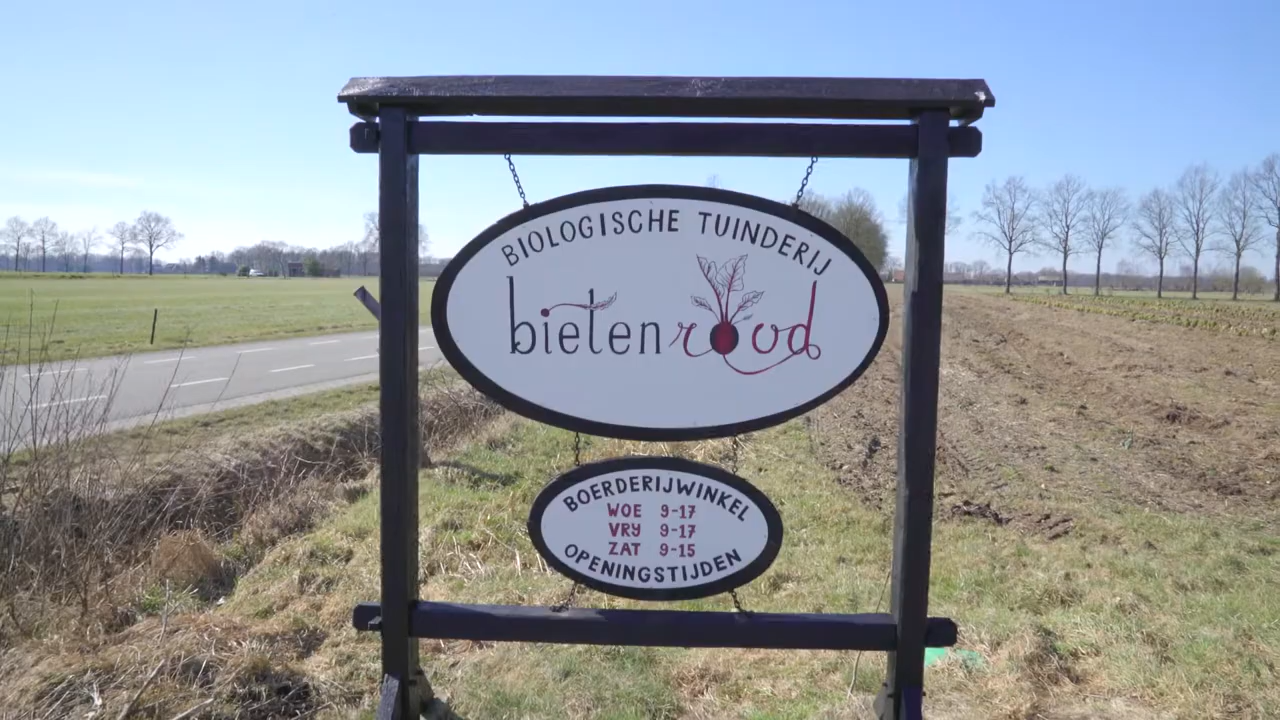 BIOLOGISCHE TUINDERIJ
bietenrood
BOERDERIJWINKEL
WOE 9-17
VRY 9-17
ZAT 9-15
OPENINGSTIJDEN